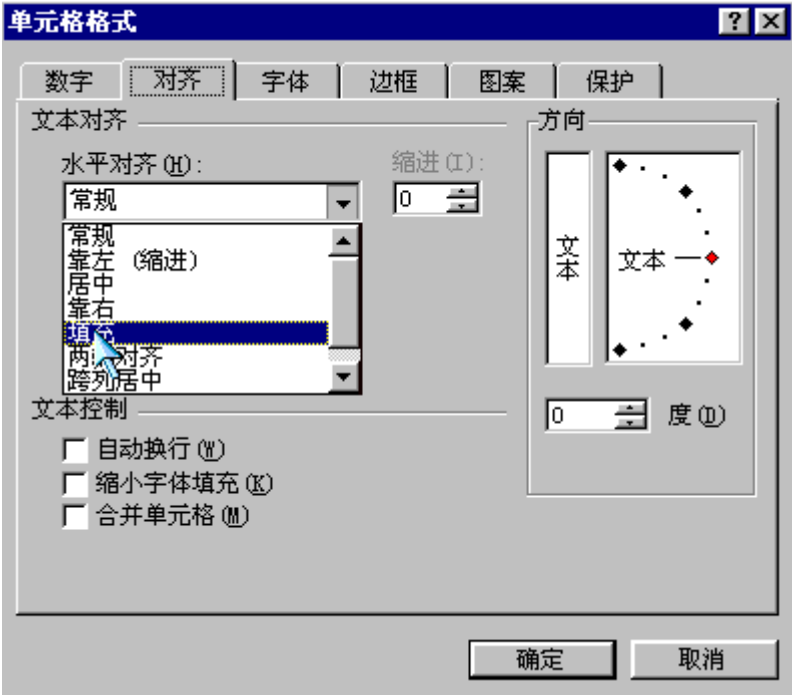 单元格格式
数字 对齐 字体 边框 图案 保护
文本对齐
水平对齐(H):
缩进(I):
常规
0
常规
靠左 (缩进)
居中
靠右
填充
两端对齐
跨列居中
文本控制
自动换行(W)
缩小字体填充(K)
合并单元格(M)
方向
文本
文本
0 度(D)
确定 取消